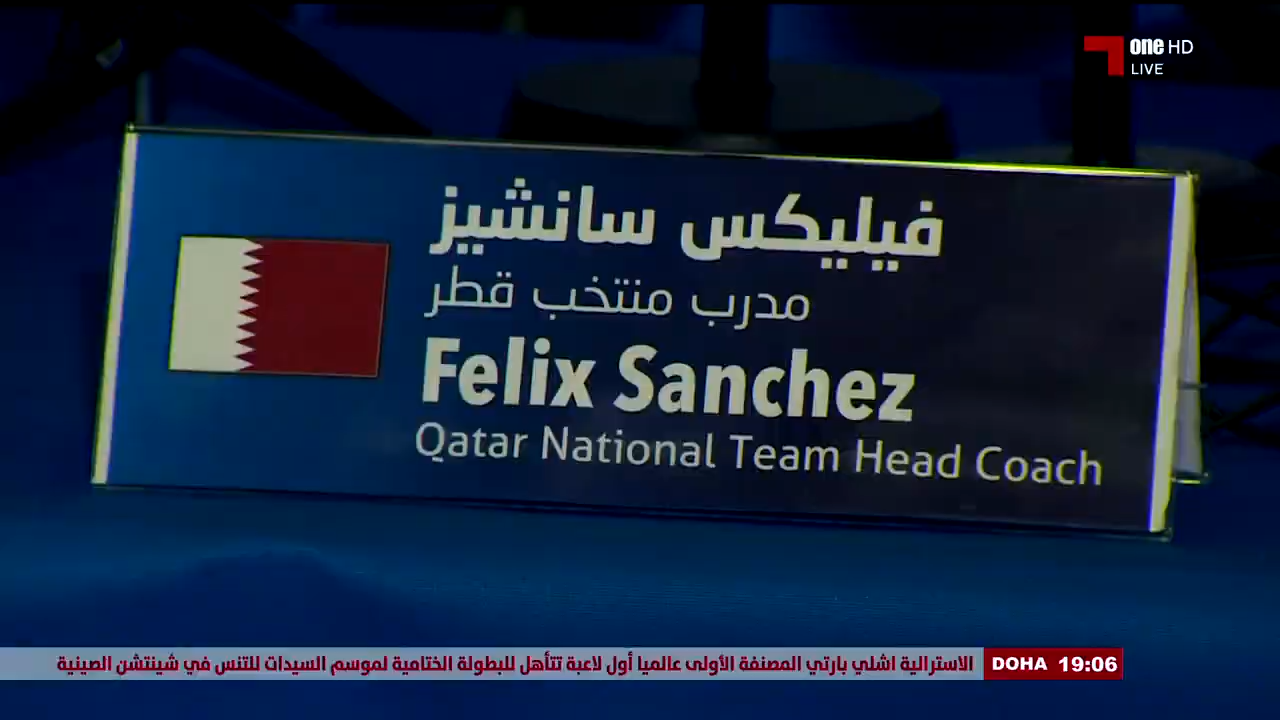 one HD
LIVE
فيليكس سانشيز
مدرب منتخب قطر
Felix Sanchez
Qatar National Team Head Coach
الاسترالية اشلي بارتي المصنفة الأولى عالميا أول لاعبة تتأهل للبطولة الختامية لموسم السيدات للتنس في شينتشن الصينية
DOHA 19:06